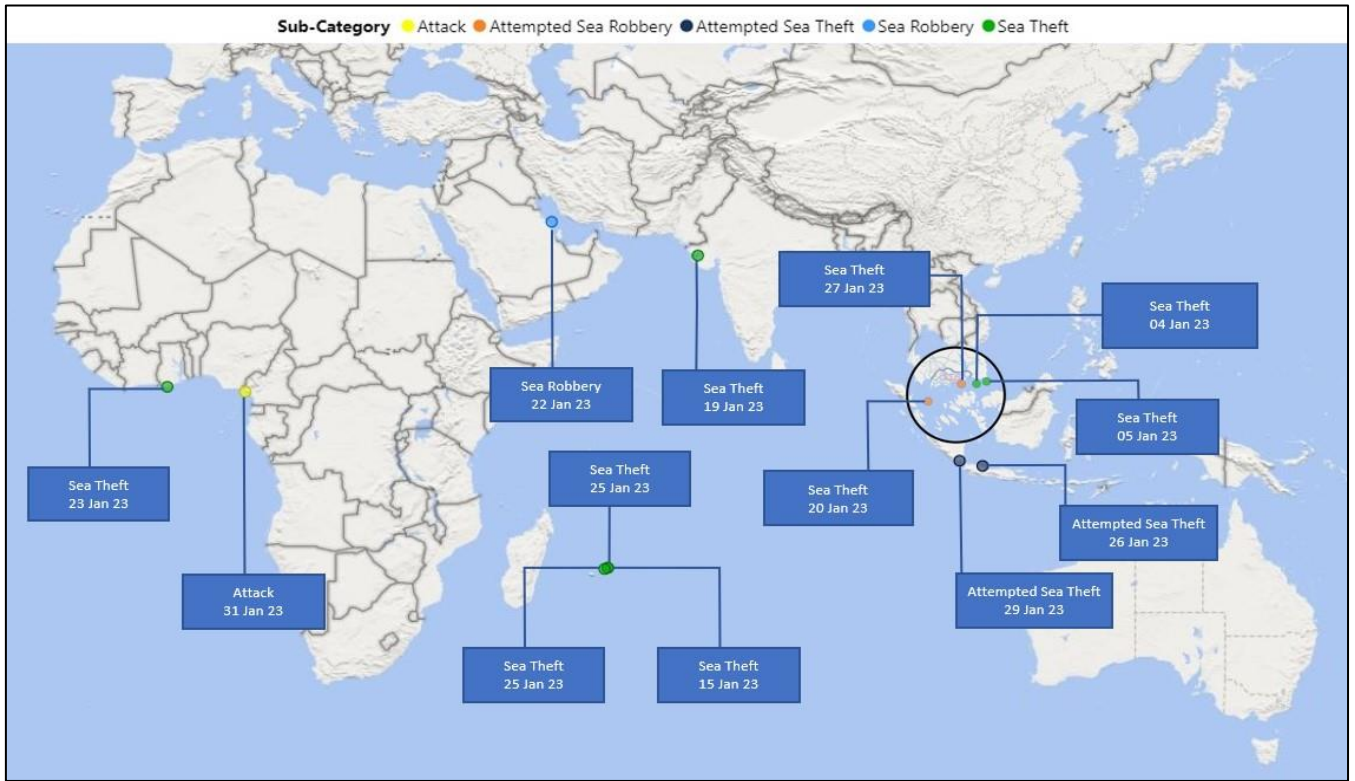 Sub-Category Attack Attempted Sea Robbery Attempted Sea Theft Sea Robbery Sea Theft
Sea Theft
27 Jan 23
Sea Theft
04 Jan 23
Sea Robbery
22 Jan 23
Sea Theft
19 Jan 23
Sea Theft
05 Jan 23
Sea Theft
23 Jan 23
Sea Theft
25 Jan 23
Sea Theft
20 Jan 23
Attempted Sea Theft
26 Jan 23
Attack
31 Jan 23
Attempted Sea Theft
29 Jan 23
Sea Theft
25 Jan 23
Sea Theft
15 Jan 23